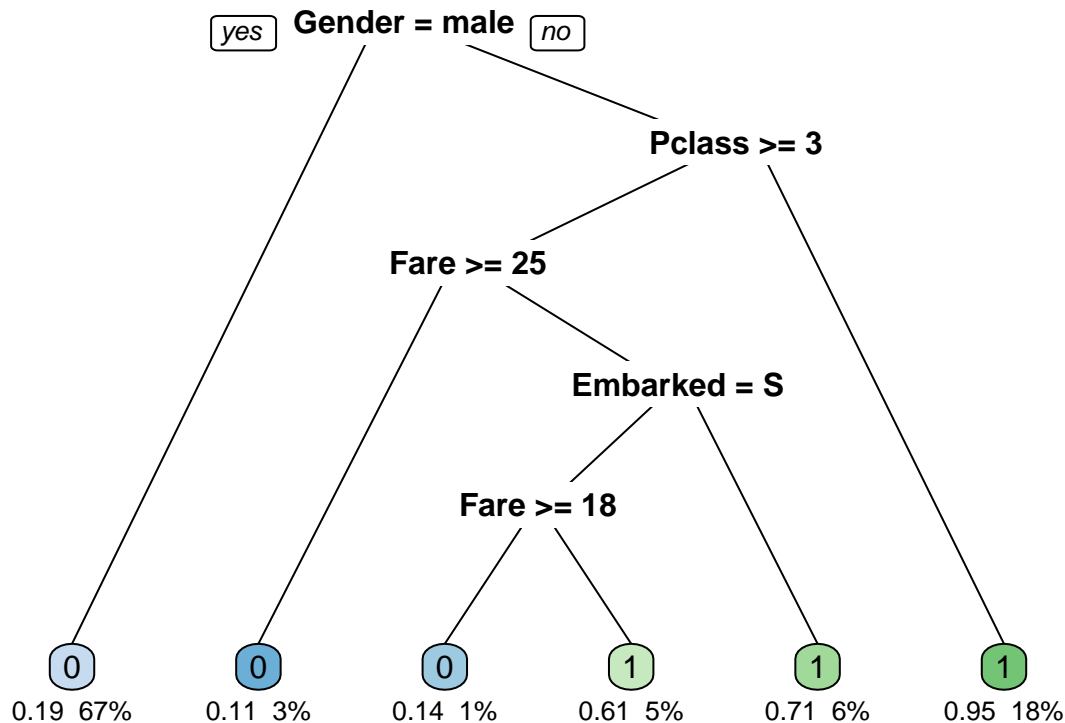 yes Gender = male no
Pclass >= 3
Fare >= 25
Embarked = S
Fare >= 18
0 0 0 1 1 1
0.19 67% 0.11 3% 0.14 1% 0.61 5% 0.71 6% 0.95 18%